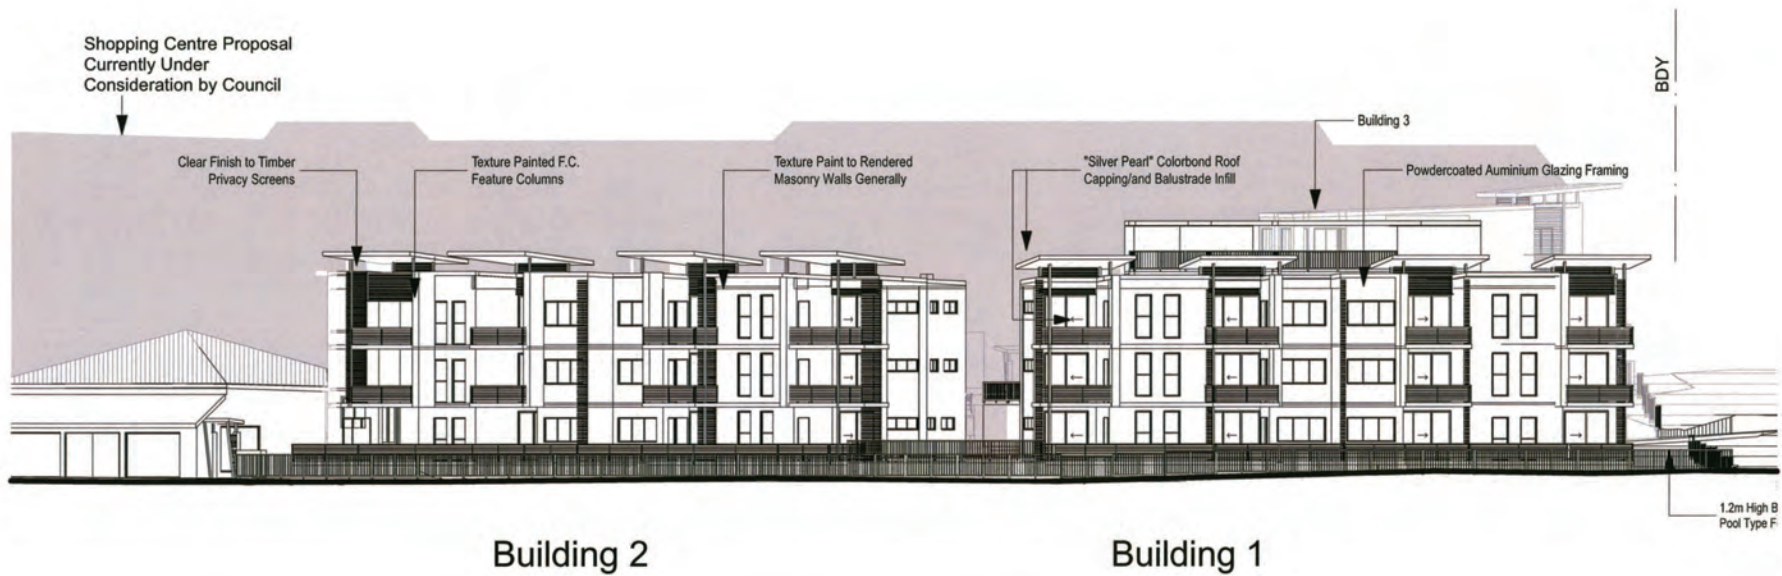 Shopping Centre Proposal
Currently Under
Consideration by Council
BDY
Building 3
Clear Finish to Timber
Privacy Screens
Texture Painted F.C.
Feature Columns
Texture Paint to Rendered
Masonry Walls Generally
"Silver Pearl" Colorbond Roof
Capping/and Balustrade Infill
Powdercoated Auminium Glazing Framing
1.2m High B
Pool Type F
Building 2
Building 1